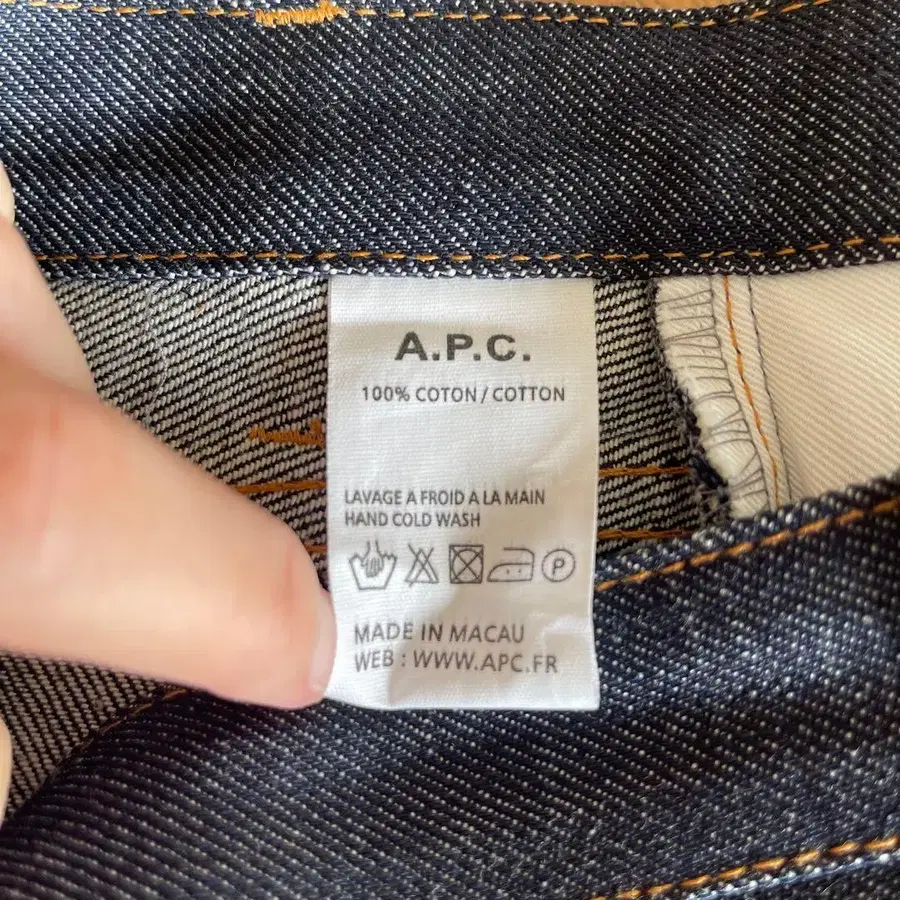 A.P.C.
100% COTON / COTTON
LAVAGE A FROID A LA MAIN
HAND COLD WASH
P
MADE IN MACAU
WEB : WWW.APC.FR